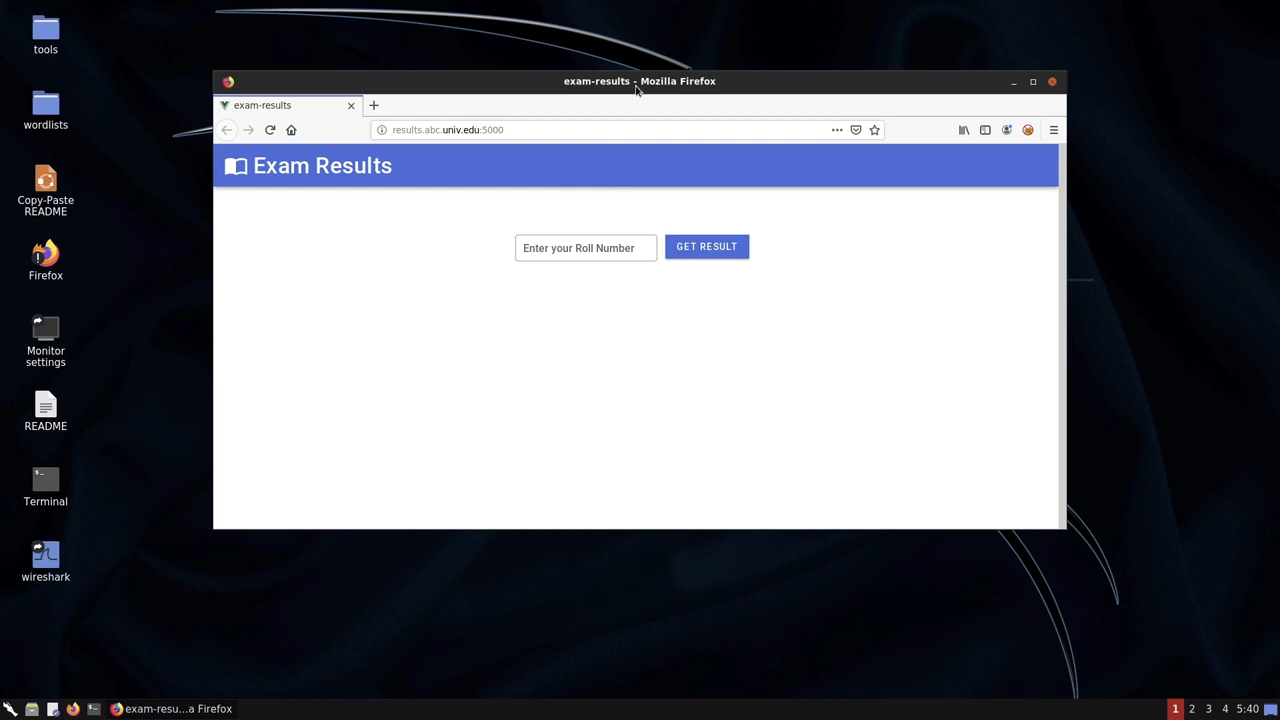 tools
wordlists
Copy-Paste
README
Firefox
Monitor
settings
README
Terminal
wireshark
exam-results - Mozilla Firefox
exam-results
results.abc.univ.edu:5000
Exam Results
Enter your Roll Number
GET RESULT
exam-resu...a Firefox
1 2 3 4 5:40